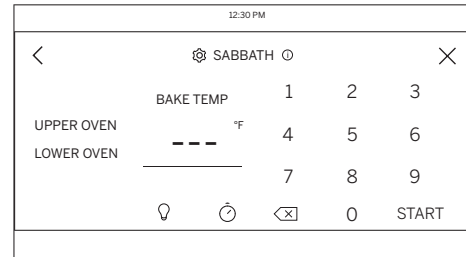 12:30 PM
SABBATH
BAKE TEMP
UPPER OVEN
LOWER OVEN
--- °F
1 2 3
4 5 6
7 8 9
0 START